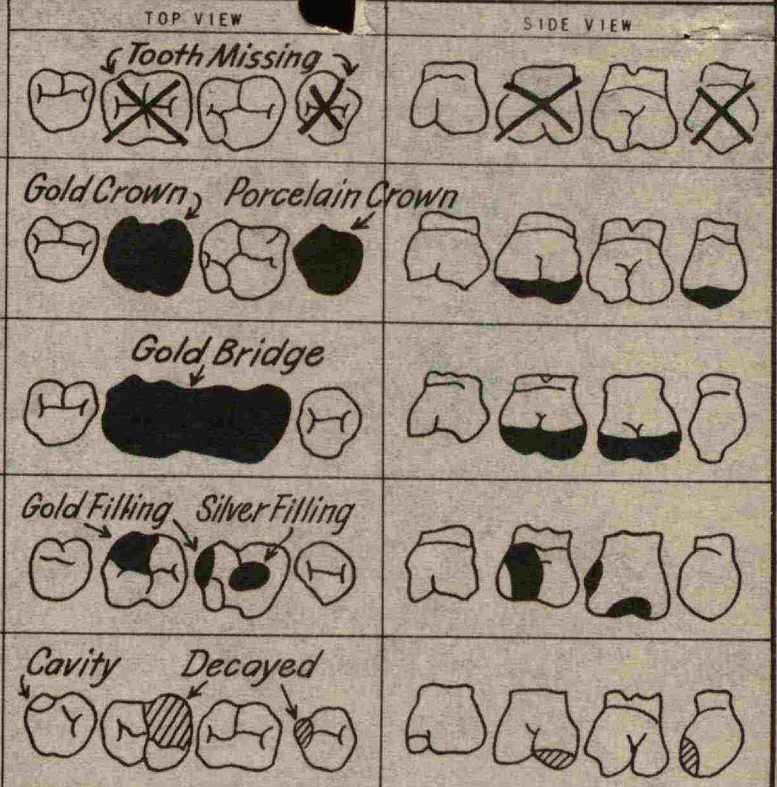 TOP VIEW
SIDE VIEW
Tooth Missing
Gold Crown
Porcelain Crown
Gold Bridge
Gold Filling
Silver Filling
Cavity
Decayed